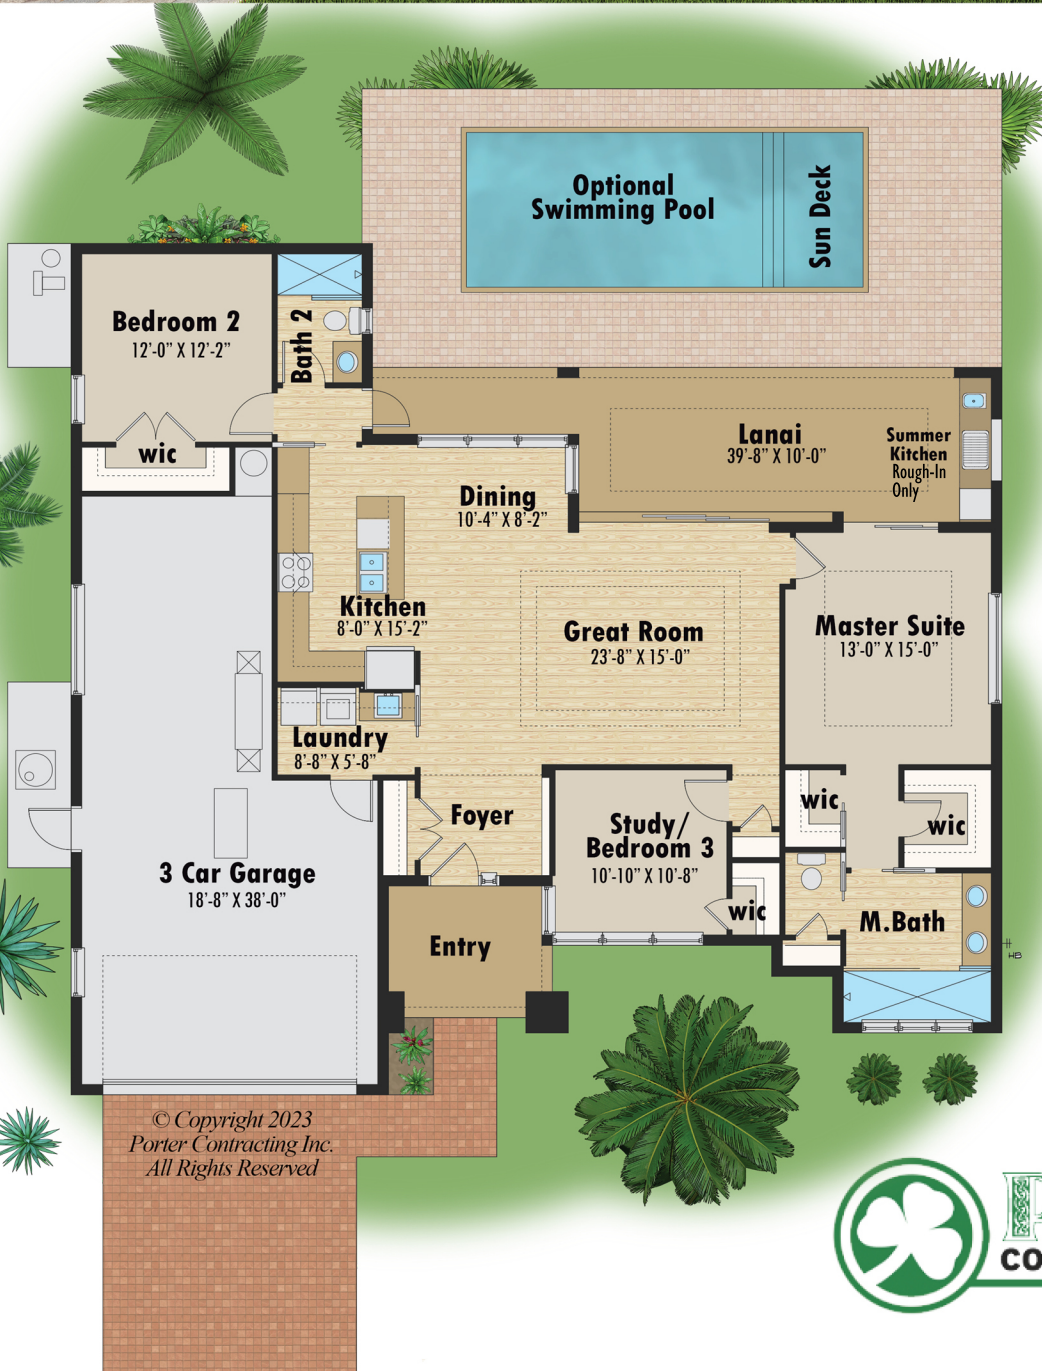 Optional
Swimming Pool
Sun Deck
Bedroom 2
12'-0" X 12'-2"
Bath 2
wic
Lanai
39'-8" X 10'-0"
Summer
Kitchen
Rough-In
Only
Dining
10'-4" X 8'-2"
Kitchen
8'-0" X 15'-2"
Great Room
23'-8" X 15'-0"
Master Suite
13'-0" X 15'-0"
Laundry
8'-8" X 5'-8"
Foyer
Study/
Bedroom 3
10'-10" X 10'-8"
wic
wic
wic
3 Car Garage
18'-8" X 38'-0"
Entry
M.Bath
© Copyright 2023
Porter Contracting Inc.
All Rights Reserved
P
CO